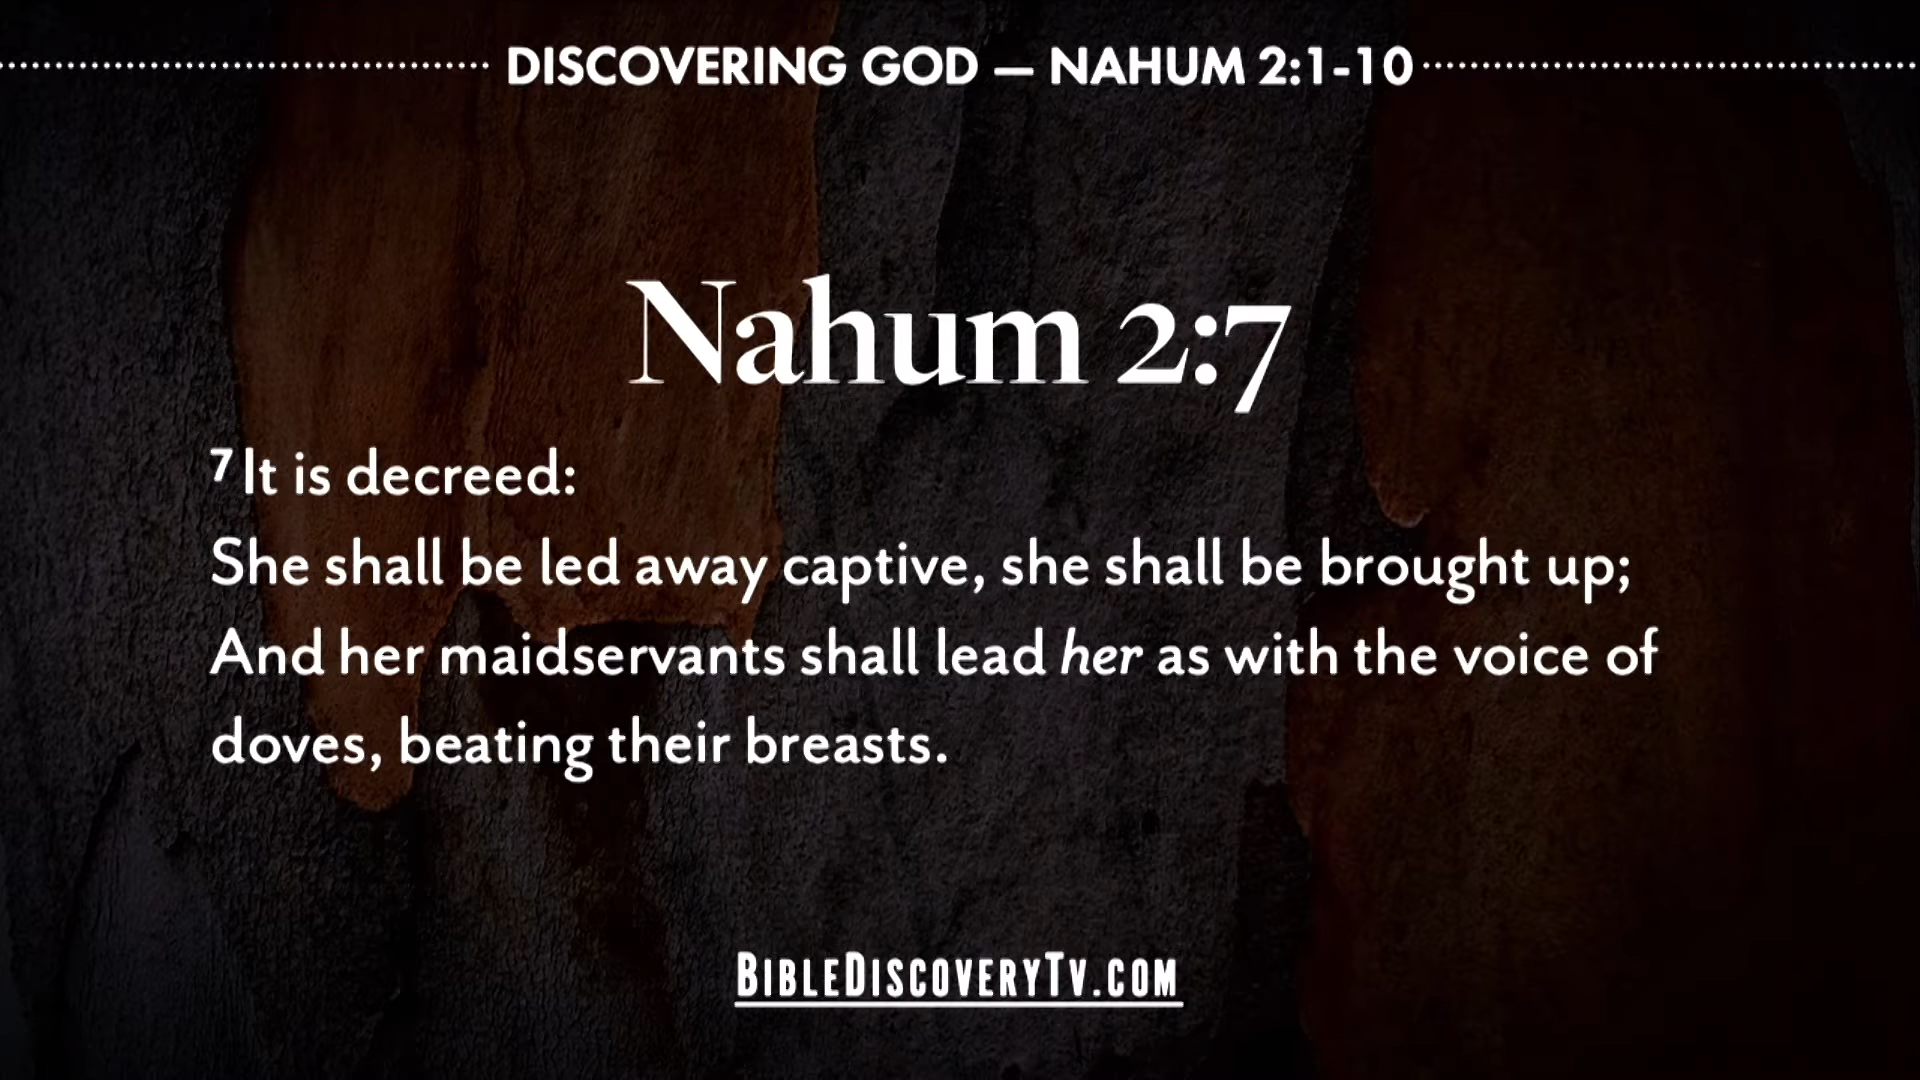 DISCOVERING GOD — NAHUM 2:1-10
Nahum 2:7
⁷It is decreed:
She shall be led away captive, she shall be brought up;
And her maidservants shall lead her as with the voice of
doves, beating their breasts.
BIBLEDISCOVERYTV.COM